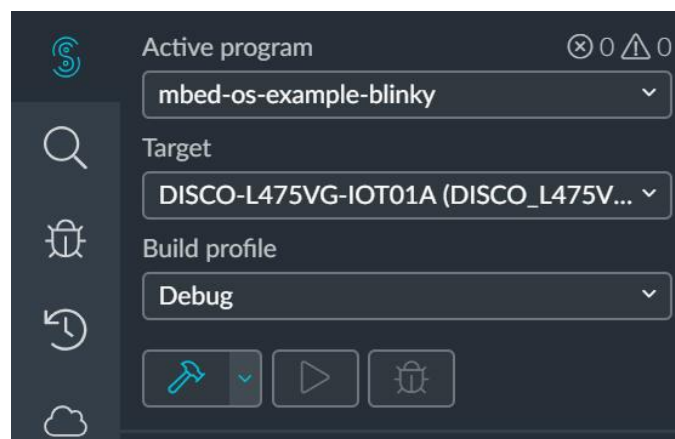 Active program 0 0
mbed-os-example-blinky
Target
DISCO-L475VG-IOT01A (DISCO_L475V...
Build profile
Debug